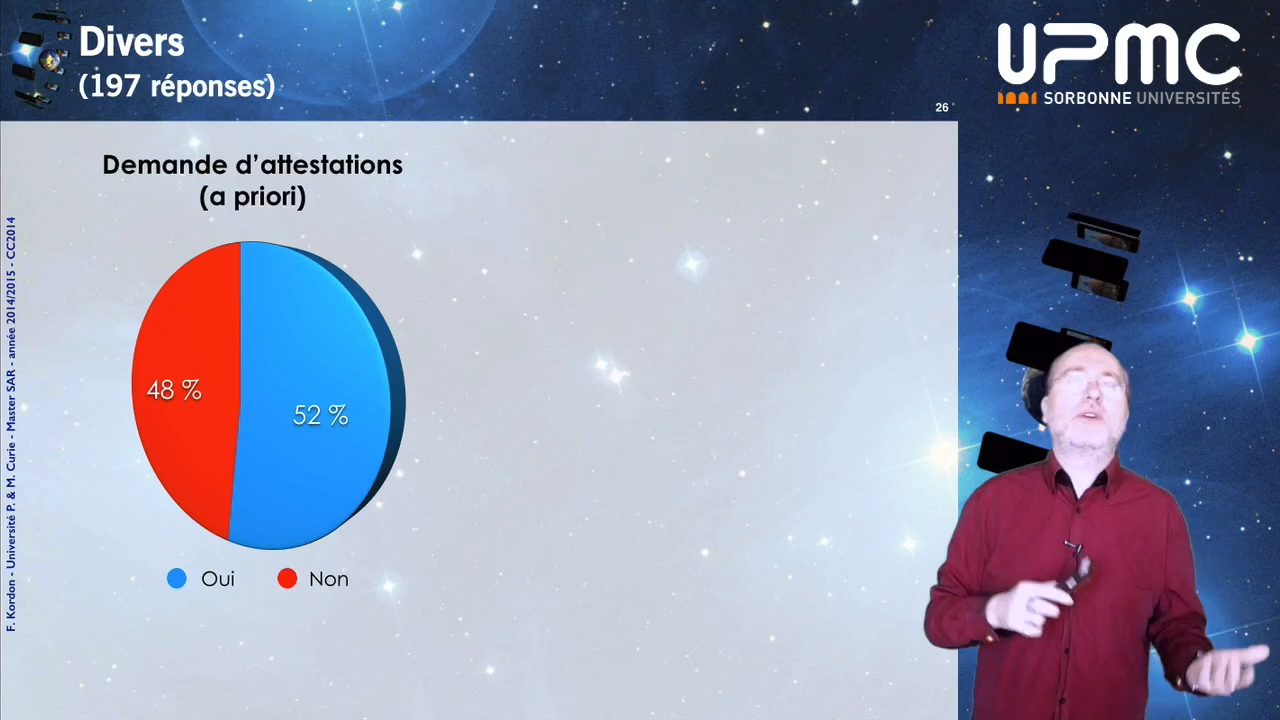 Divers
(197 réponses)
UPMC
SORBONNE UNIVERSITÉS
26
Demande d’attestations
(a priori)
48 %
52 %
Oui
Non
F. Kordon - Université P. & M. Curie - Master SAR - année 2014/2015 - CC2014